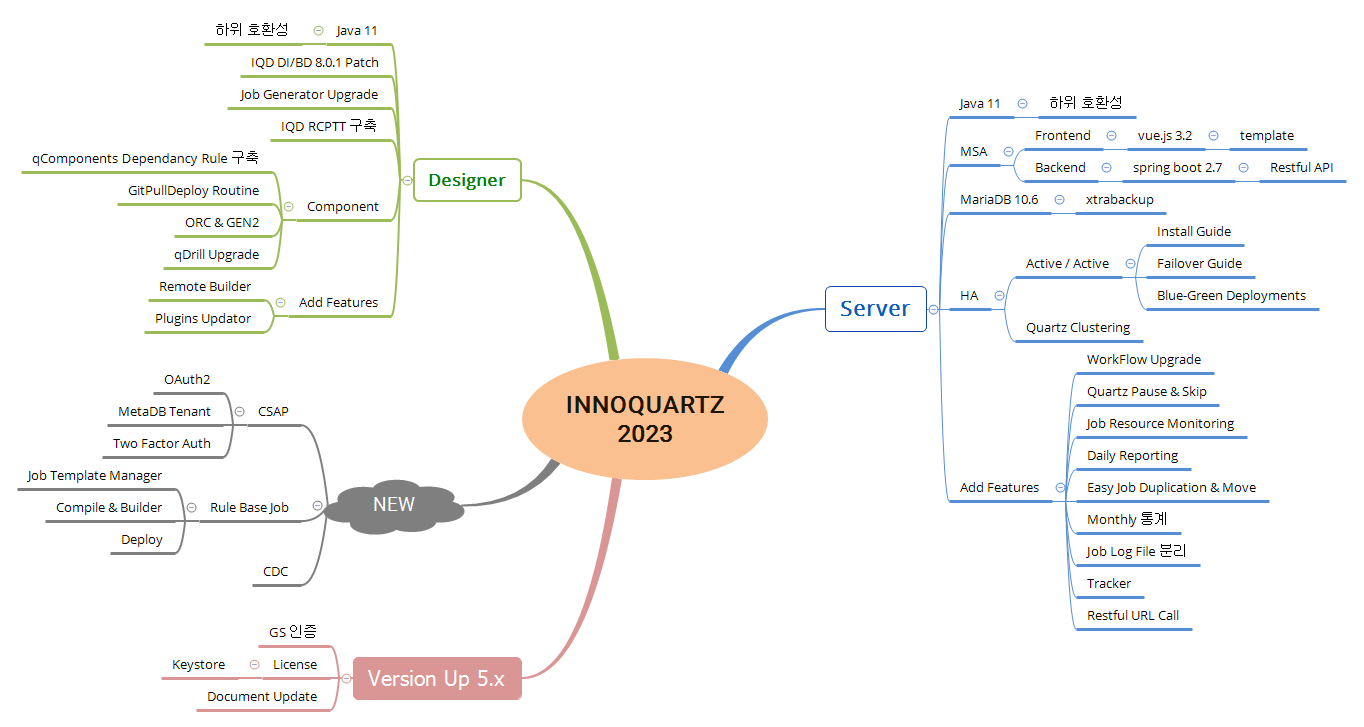 INNOQUARTZ
2023
Designer
Java 11
하위 호환성
IQD DI/BD 8.0.1 Patch
Job Generator Upgrade
IQD RCPTT 구축
Component
qComponents Dependancy Rule 구축
GitPullDeploy Routine
ORC & GEN2
qDrill Upgrade
Add Features
Remote Builder
Plugins Updator
NEW
CSAP
OAuth2
MetaDB Tenant
Two Factor Auth
Rule Base Job
Job Template Manager
Compile & Builder
Deploy
CDC
Version Up 5.x
GS 인증
License
Keystore
Document Update
Server
Java 11
하위 호환성
MSA
Frontend
vue.js 3.2
template
Backend
spring boot 2.7
Restful API
MariaDB 10.6
xtrabackup
HA
Active / Active
Install Guide
Failover Guide
Blue-Green Deployments
Quartz Clustering
Add Features
WorkFlow Upgrade
Quartz Pause & Skip
Job Resource Monitoring
Daily Reporting
Easy Job Duplication & Move
Monthly 통계
Job Log File 분리
Tracker
Restful URL Call